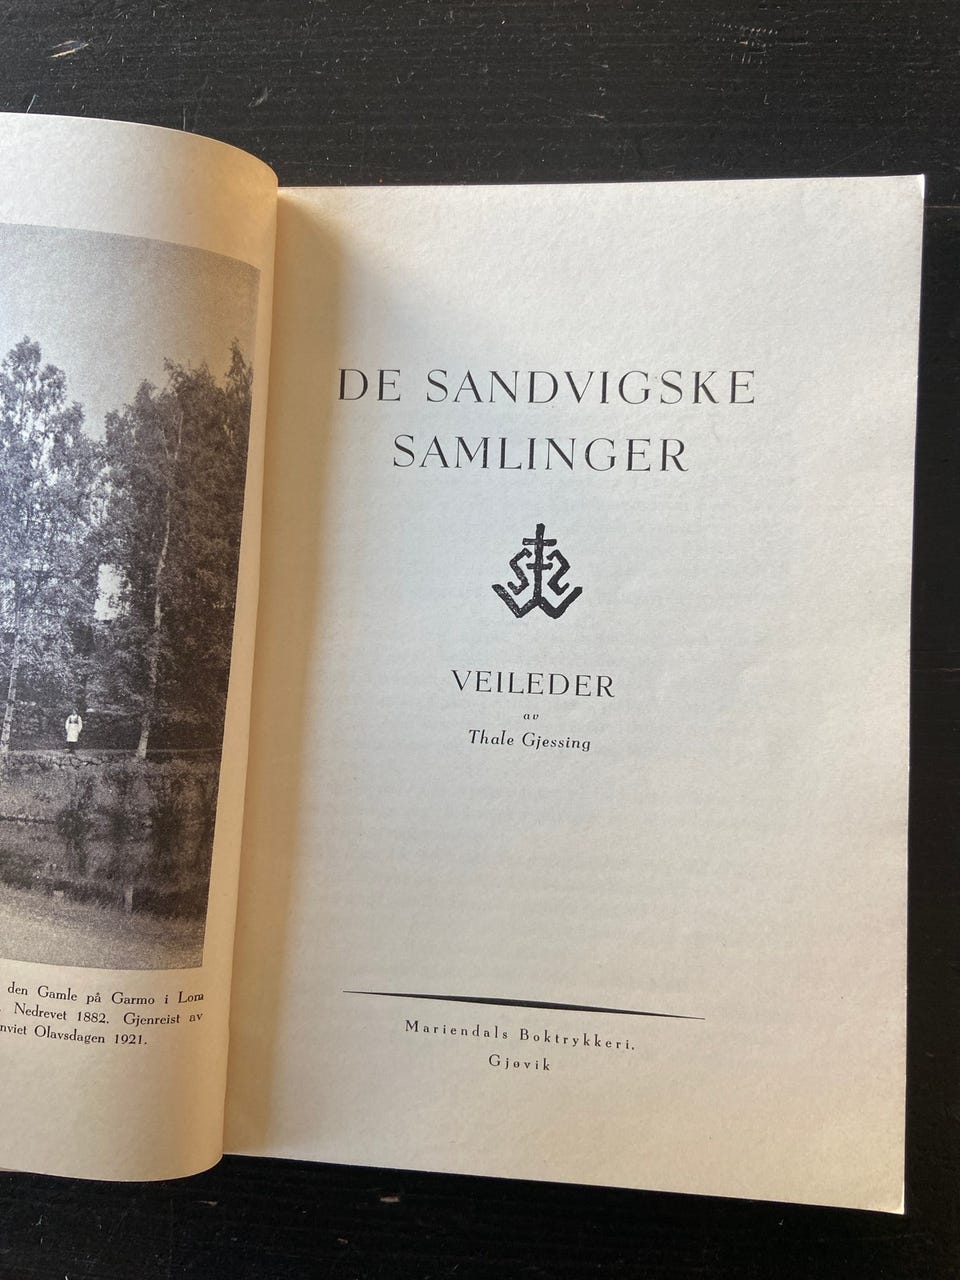 den Gamle på Garmo i Lom
Nedrevet 1882. Gjenreist av
nviet Olavsdagen 1921.
DE SANDVIGSKE
SAMLINGER
VEILEDER
av
Thale Gjessing
Mariendals Boktrykkeri.
Gjøvik